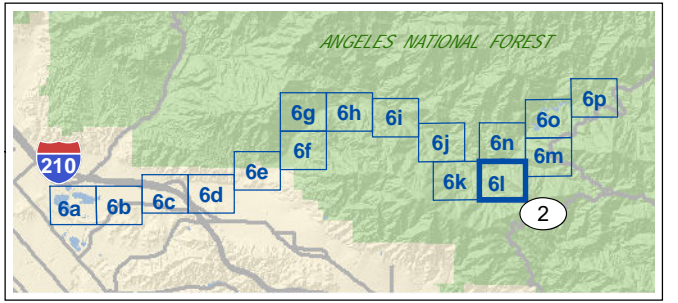 ANGELES NATIONAL FOREST
6p
6g
6h
6i
6o
6j
6n
6f
6m
210
6e
6k
6l
6a
6b
6c
6d
2